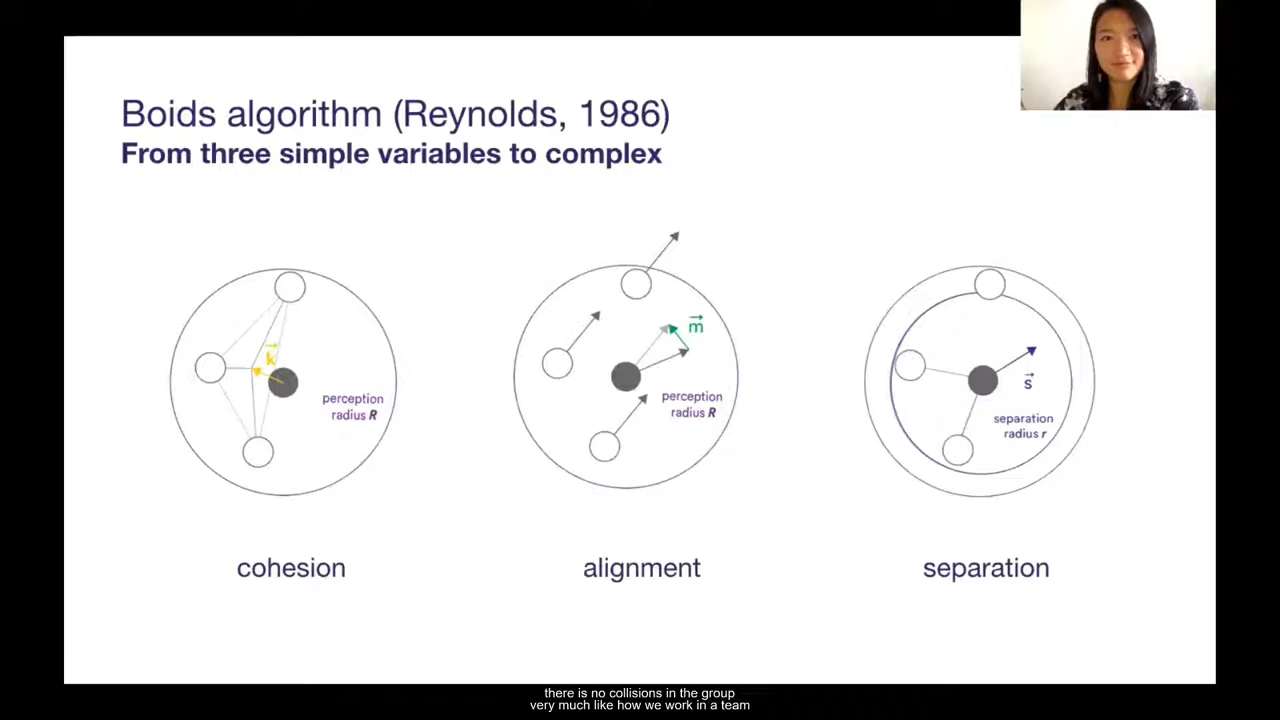 Boids algorithm (Reynolds, 1986)
From three simple variables to complex
k
perception
radius R
m
perception
radius R
s
separation
radius r
cohesion
alignment
separation
there is no collisions in the group
very much like how we work in a team